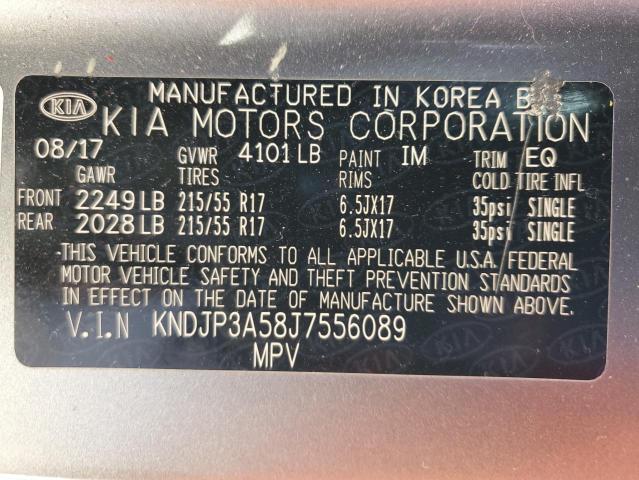 MANUFACTURED IN KOREA
KIA KIA MOTORS CORPORATION
08/17 GVWR 4101 LB PAINT IM TRIM EQ
GAWR TIRES RIMS COLD TIRE INFL
FRONT 2249 LB 215/55 R17 6.5JX17 35psi SINGLE
REAR 2028 LB 215/55 R17 6.5JX17 35psi SINGLE
THIS VEHICLE CONFORMS TO ALL APPLICABLE U.S.A. FEDERAL
MOTOR VEHICLE SAFETY AND THEFT PREVENTION STANDARDS
IN EFFECT ON THE DATE OF MANUFACTURE SHOWN ABOVE.
V.I.N KNDJP3A58J7556089
MPV